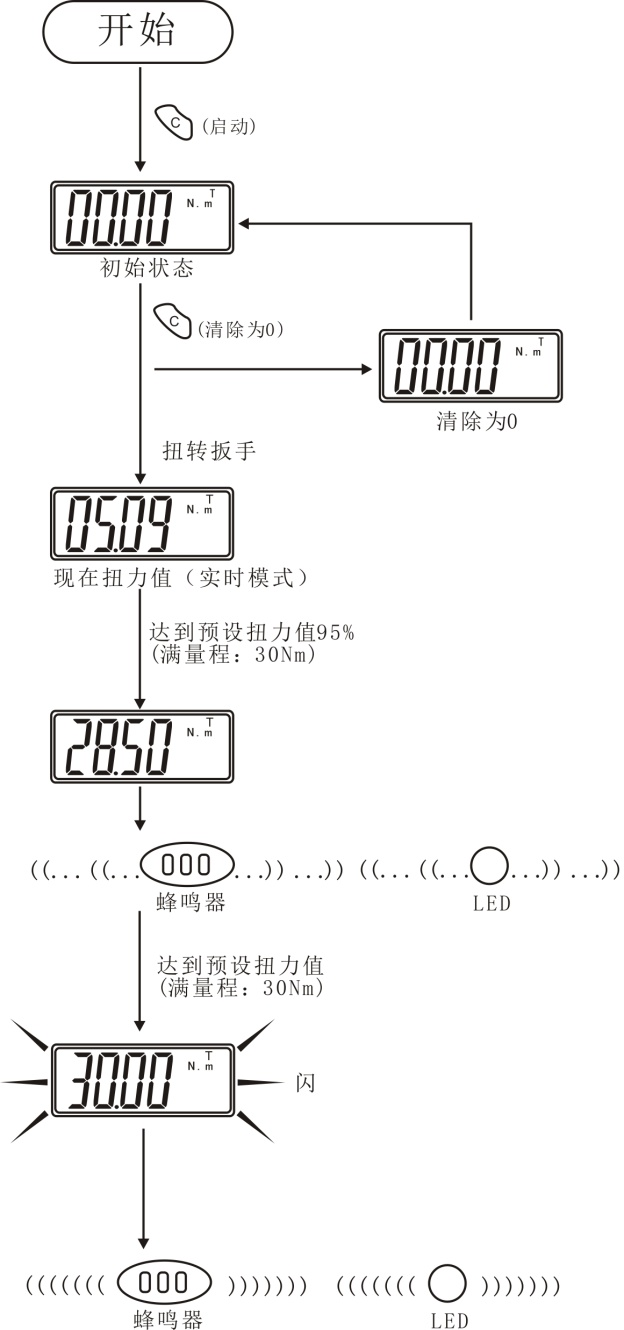 开始
C (启动)
00.00 N.m T
初始状态
C (清除为0)
00.00 N.m T
清除为0
扭转扳手
05.09 N.m T
现在扭力值（实时模式）
达到预设扭力值95%
(满量程：30Nm)
28.50 N.m T
((...((...000...))...)) ((...((...○...))...))
蜂鸣器 LED
达到预设扭力值
(满量程：30Nm)
30.00 N.m T
闪
((((((( 000 ))))))) ((((((( ○ )))))))
蜂鸣器 LED